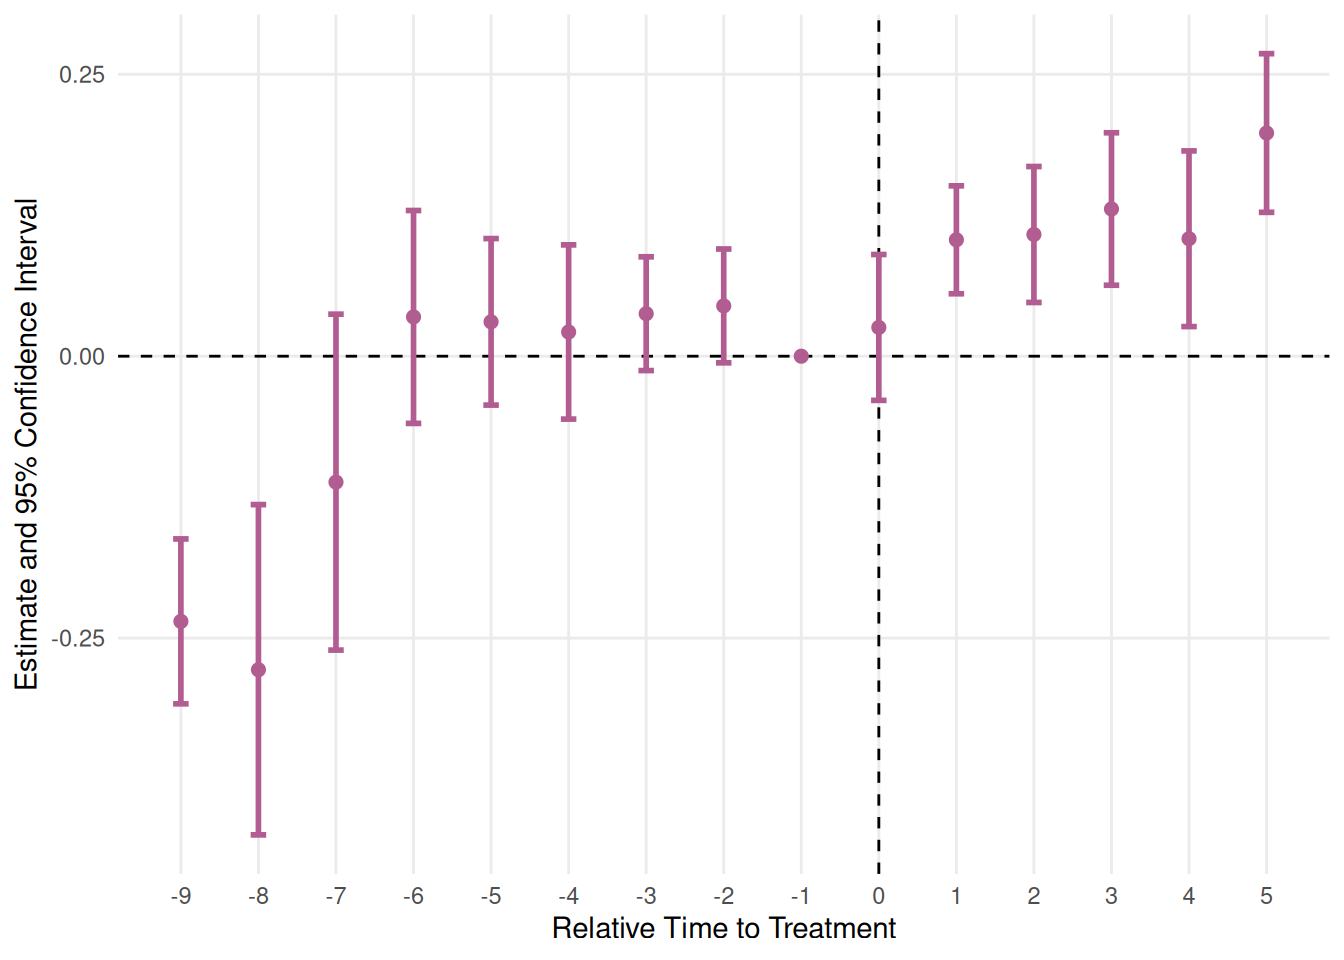 Estimate and 95% Confidence Interval
0.25
0.00
-0.25
-9 -8 -7 -6 -5 -4 -3 -2 -1 0 1 2 3 4 5
Relative Time to Treatment